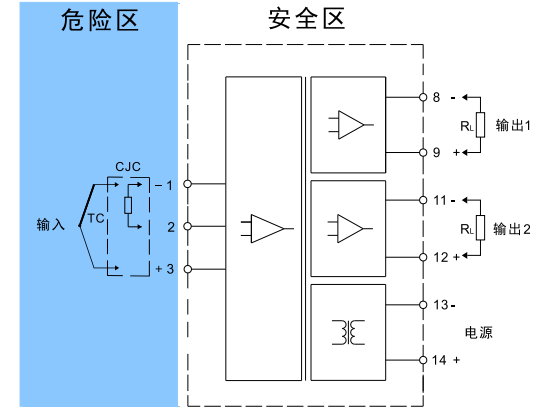 危险区
安全区
8 -
RL 输出1
9 +
CJC
- 1
TC
输入
2
+ 3
11 -
RL 输出2
12 +
13 -
电源
14 +